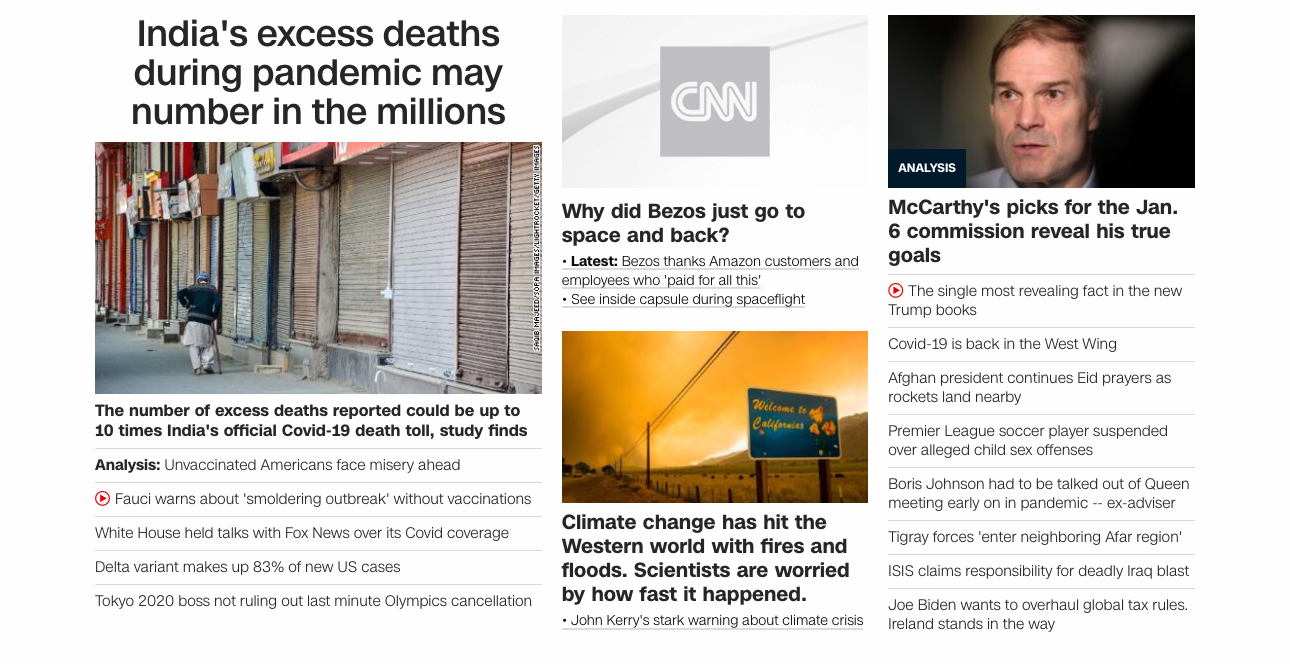 India's excess deaths
during pandemic may
number in the millions
SAQIB MAJEED/SOPA IMAGES/LIGHTROCKET/GETTY IMAGES
The number of excess deaths reported could be up to
10 times India's official Covid-19 death toll, study finds
Analysis: Unvaccinated Americans face misery ahead
Fauci warns about 'smoldering outbreak' without vaccinations
White House held talks with Fox News over its Covid coverage
Delta variant makes up 83% of new US cases
Tokyo 2020 boss not ruling out last minute Olympics cancellation
CNN
Why did Bezos just go to
space and back?
• Latest: Bezos thanks Amazon customers and
employees who 'paid for all this'
• See inside capsule during spaceflight
Welcome to
California
Climate change has hit the
Western world with fires and
floods. Scientists are worried
by how fast it happened.
• John Kerry's stark warning about climate crisis
ANALYSIS
McCarthy's picks for the Jan.
6 commission reveal his true
goals
The single most revealing fact in the new
Trump books
Covid-19 is back in the West Wing
Afghan president continues Eid prayers as
rockets land nearby
Premier League soccer player suspended
over alleged child sex offenses
Boris Johnson had to be talked out of Queen
meeting early on in pandemic -- ex-adviser
Tigray forces 'enter neighboring Afar region'
ISIS claims responsibility for deadly Iraq blast
Joe Biden wants to overhaul global tax rules.
Ireland stands in the way